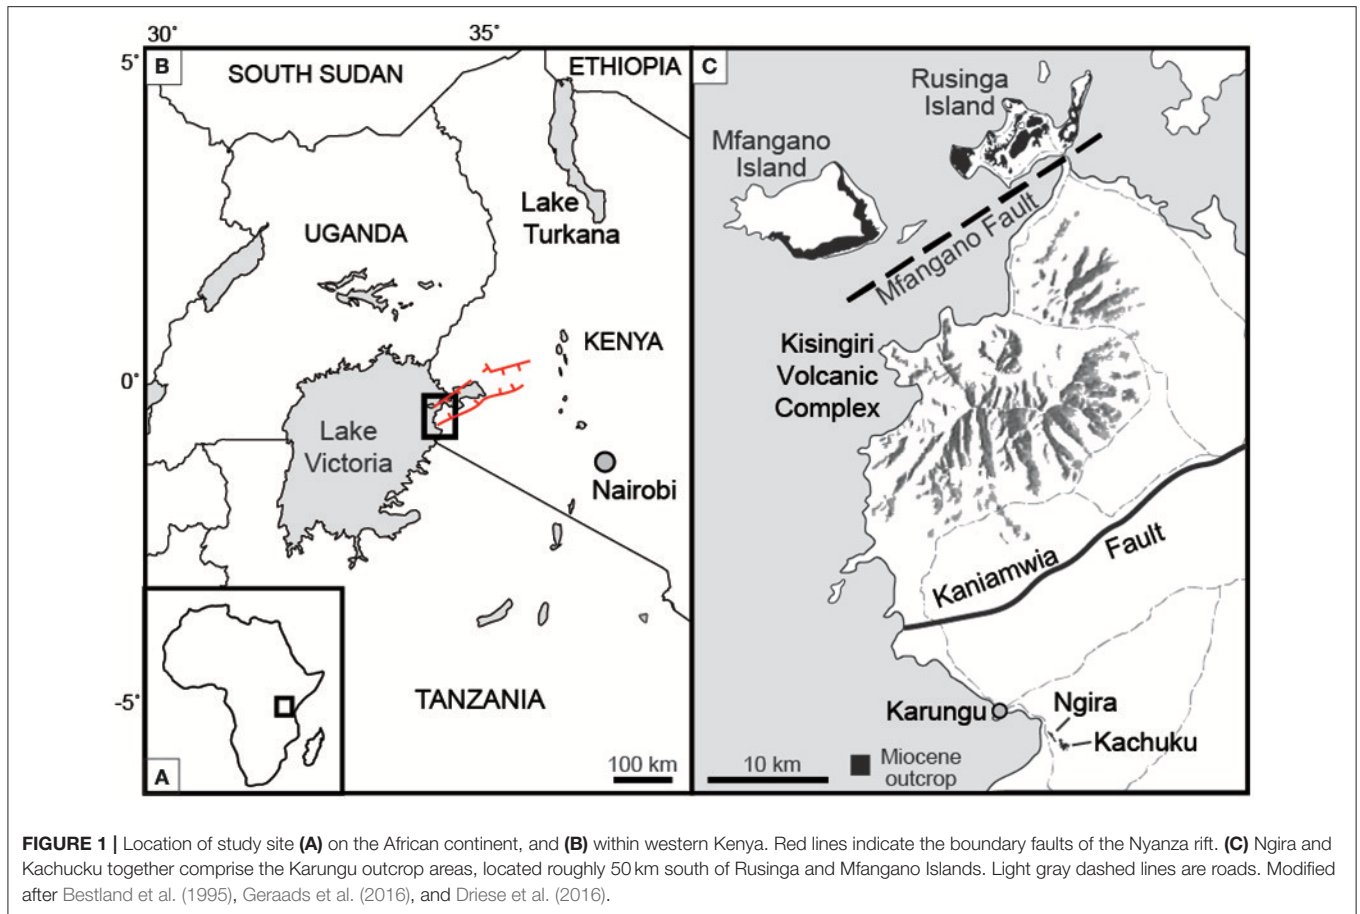 30°
35°
5°
B
SOUTH SUDAN
ETHIOPIA
C
Rusinga
Island
Mfangano
Island
Lake
Turkana
UGANDA
Mfangano Fault
KENYA
Kisingiri
Volcanic
Complex
0°
Lake
Victoria
Nairobi
Kaniamwia
Fault
-5°
TANZANIA
Karungu
Ngira
Kachuku
A
100 km
10 km
Miocene
outcrop
FIGURE 1 | Location of study site (A) on the African continent, and (B) within western Kenya. Red lines indicate the boundary faults of the Nyanza rift. (C) Ngira and
Kachucku together comprise the Karungu outcrop areas, located roughly 50 km south of Rusinga and Mfangano Islands. Light gray dashed lines are roads. Modified
after Bestland et al. (1995), Geraads et al. (2016), and Driese et al. (2016).